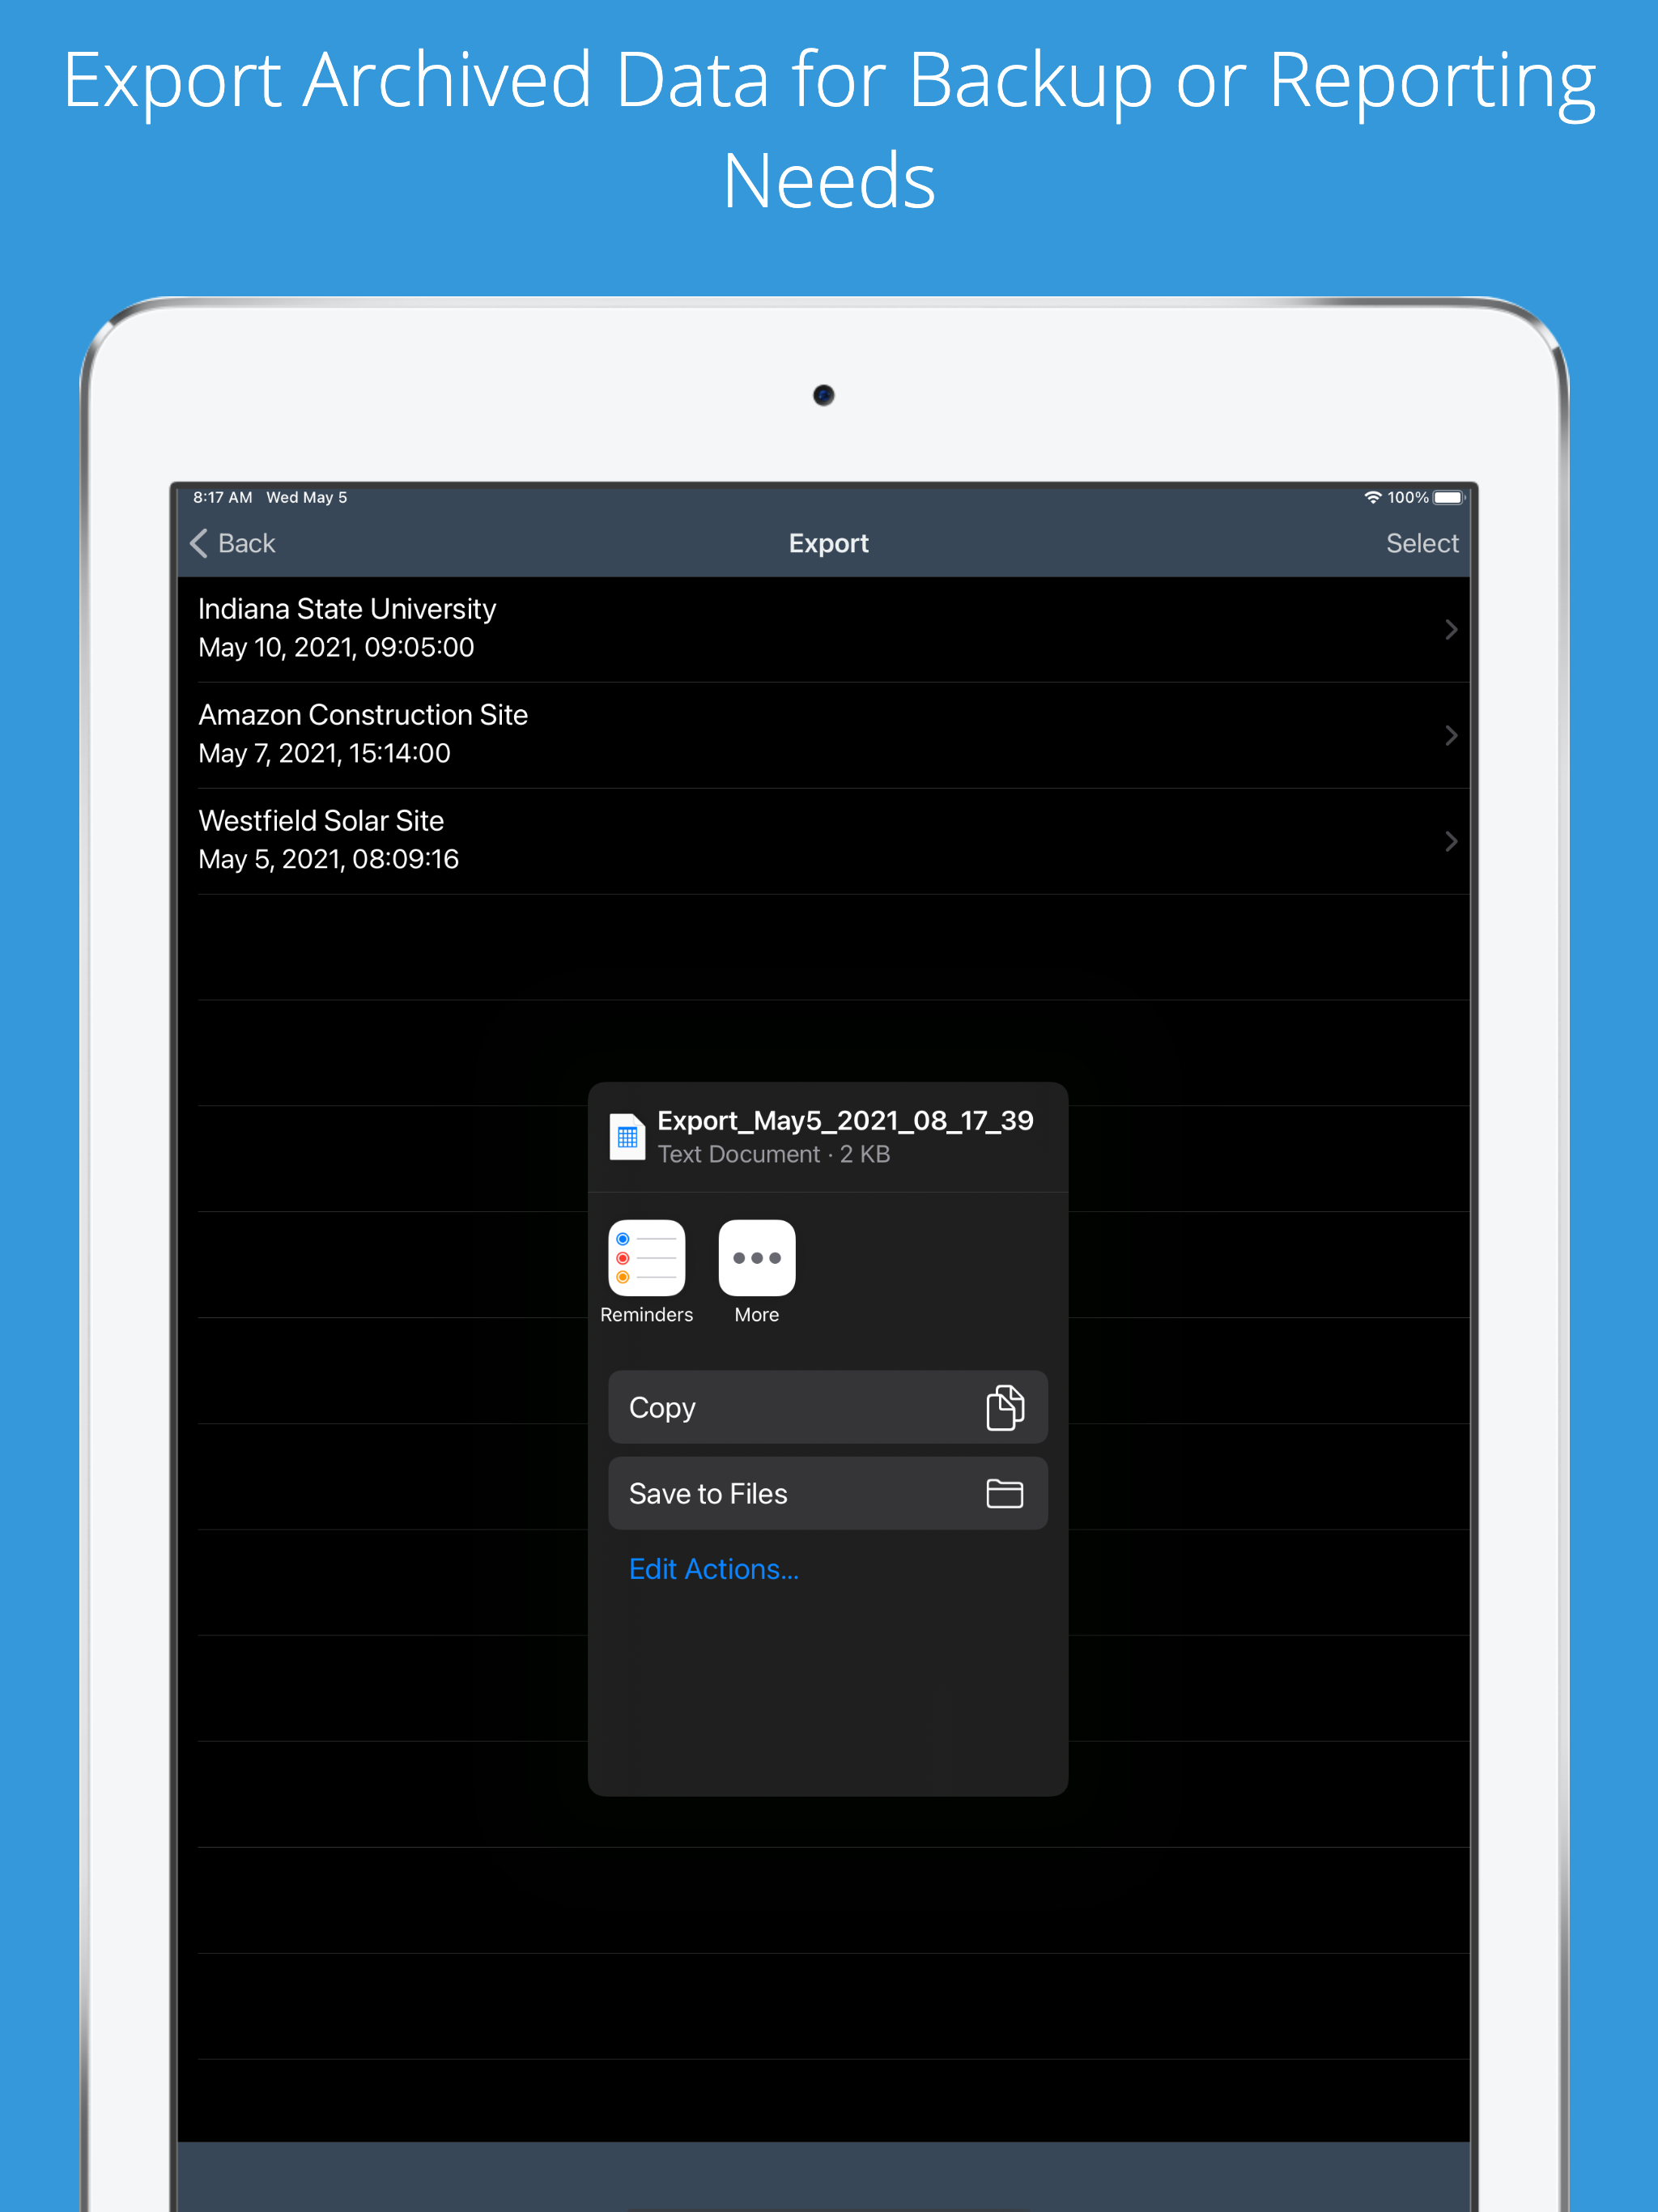 Export Archived Data for Backup or Reporting
Needs
8:17 AM Wed May 5
100%
Back
Export
Select
Indiana State University
May 10, 2021, 09:05:00
Amazon Construction Site
May 7, 2021, 15:14:00
Westfield Solar Site
May 5, 2021, 08:09:16
Export_May5_2021_08_17_39
Text Document · 2 KB
Reminders
More
Copy
Save to Files
Edit Actions...